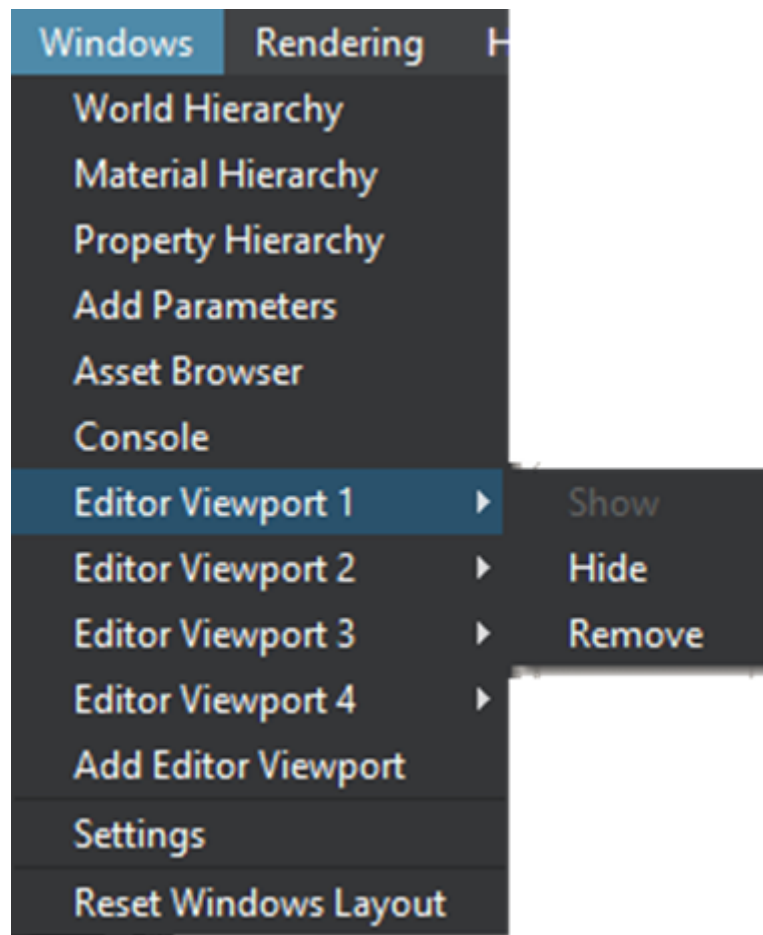 Windows Rendering H
World Hierarchy
Material Hierarchy
Property Hierarchy
Add Parameters
Asset Browser
Console
Editor Viewport 1
Show
Editor Viewport 2
Hide
Editor Viewport 3
Remove
Editor Viewport 4
Add Editor Viewport
Settings
Reset Windows Layout